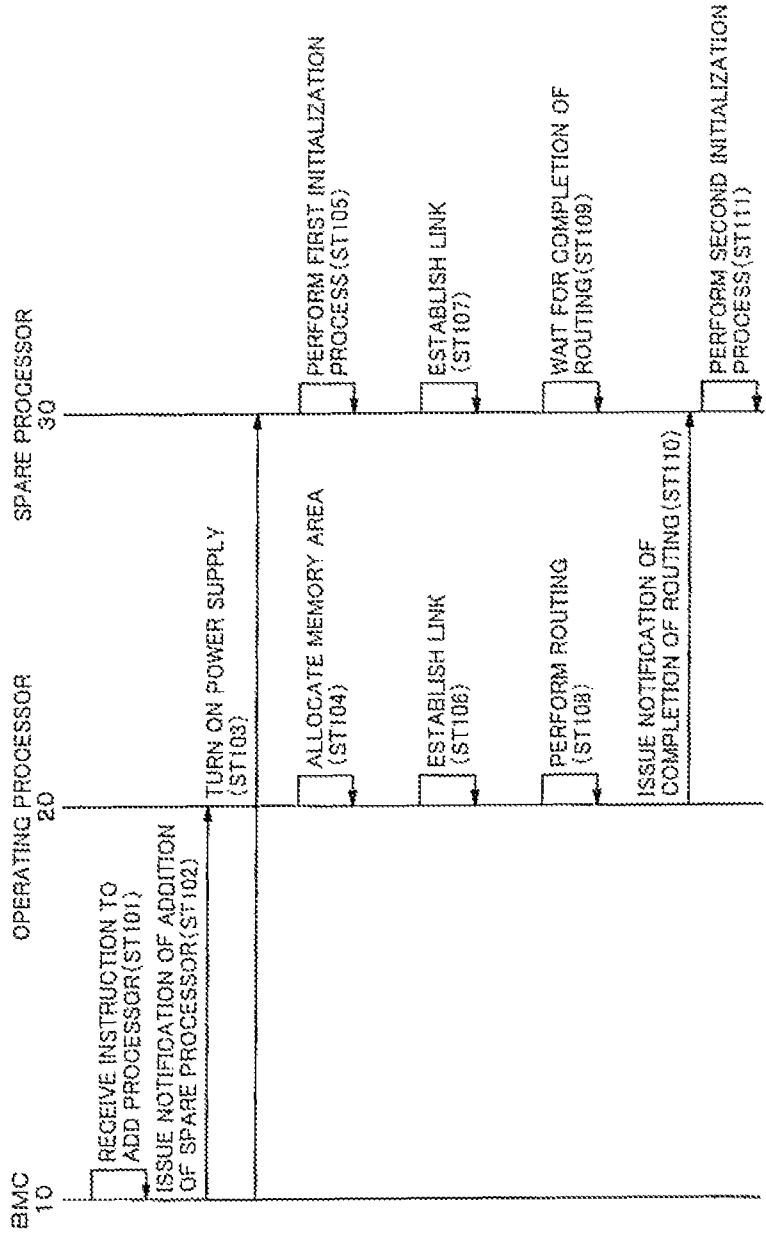 BMC
10
OPERATING PROCESSOR
20
SPARE PROCESSOR
30
RECEIVE INSTRUCTION TO
ADD PROCESSOR(ST101)
ISSUE NOTIFICATION OF ADDITION
OF SPARE PROCESSOR(ST102)
TURN ON POWER SUPPLY
(ST103)
ALLOCATE MEMORY AREA
(ST104)
PERFORM FIRST INITIALIZATION
PROCESS(ST105)
ESTABLISH LINK
(ST106)
ESTABLISH LINK
(ST107)
PERFORM ROUTING
(ST108)
WAIT FOR COMPLETION OF
ROUTING(ST109)
ISSUE NOTIFICATION OF
COMPLETION OF ROUTING(ST110)
PERFORM SECOND INITIALIZATION
PROCESS(ST111)